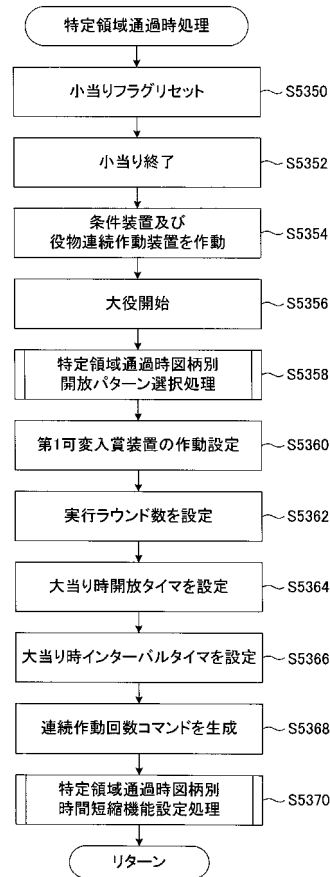 特定領域通過時処理
小当りフラグリセット
S5350
小当り終了
S5352
条件装置及び
役物連続作動装置を作動
S5354
大役開始
S5356
特定領域通過時図柄別
開放パターン選択処理
S5358
第1可変入賞装置の作動設定
S5360
実行ラウンド数を設定
S5362
大当り時開放タイマを設定
S5364
大当り時インターバルタイマを設定
S5366
連続作動回数コマンドを生成
S5368
特定領域通過時図柄別
時間短縮機能設定処理
S5370
リターン